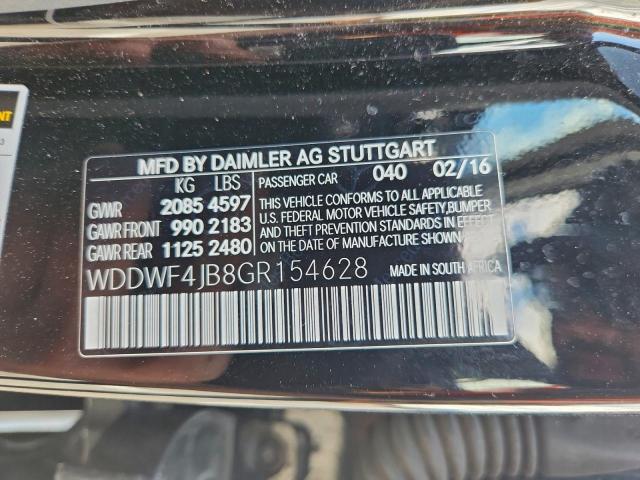 MFD BY DAIMLER AG STUTTGART
KG LBS
GVWR 2085 4597
GAWR FRONT 990 2183
GAWR REAR 1125 2480
PASSENGER CAR 040 02/16
THIS VEHICLE CONFORMS TO ALL APPLICABLE
U.S. FEDERAL MOTOR VEHICLE SAFETY, BUMPER
AND THEFT PREVENTION STANDARDS IN EFFECT
ON THE DATE OF MANUFACTURE SHOWN ABOVE.
WDDWF4JB8GR154628 MADE IN SOUTH AFRICA